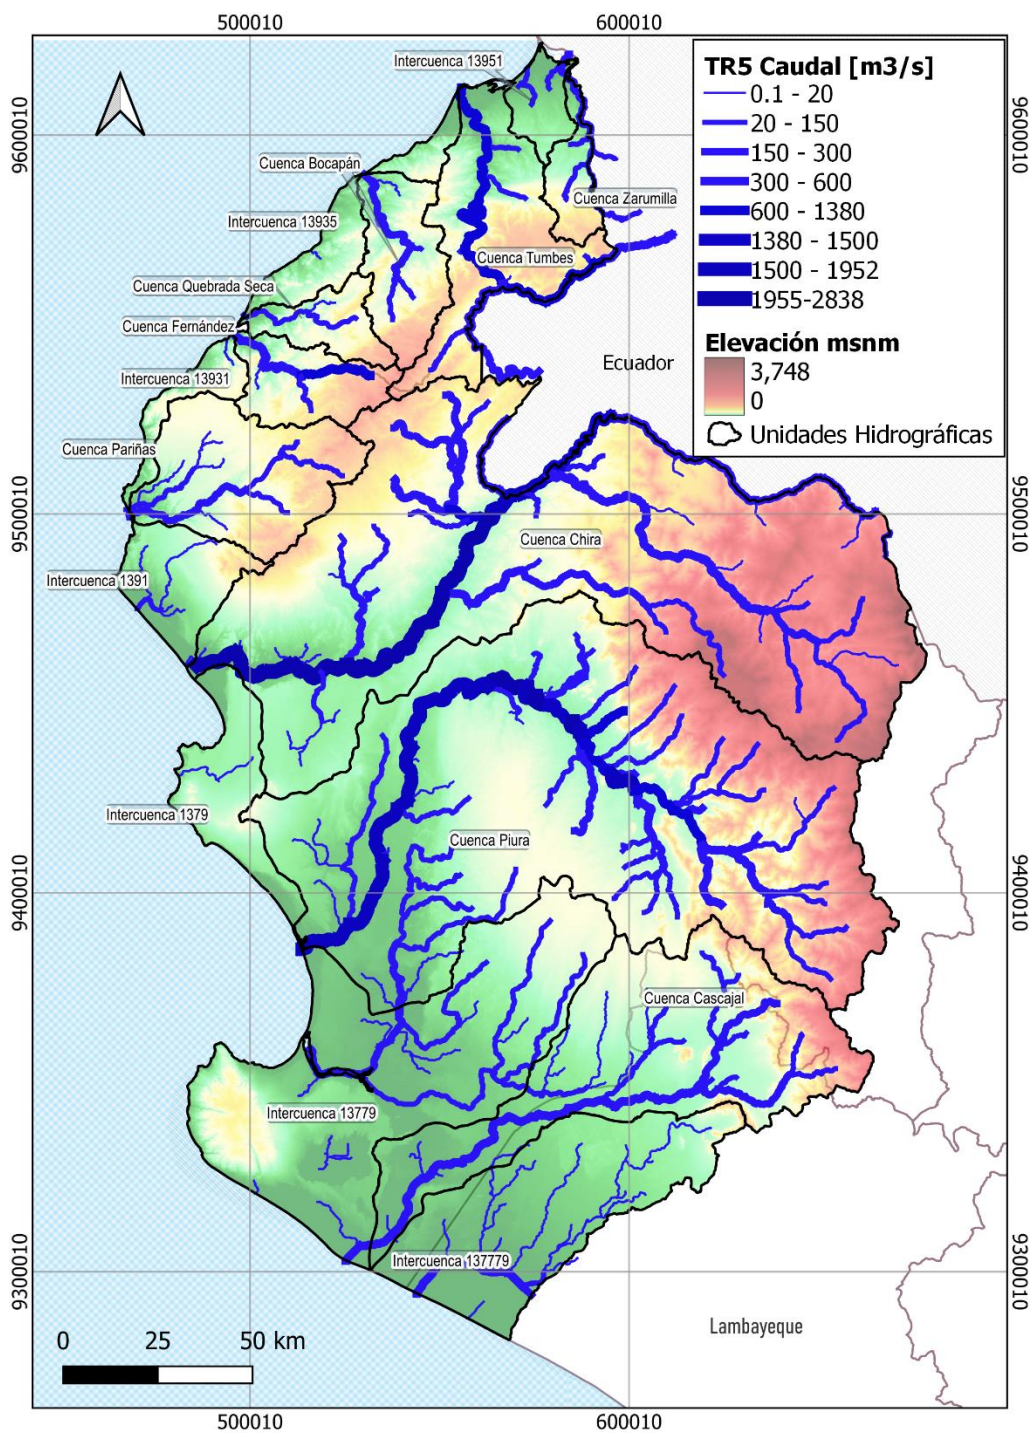 500010
600010
Intercuenca 13951
TR5 Caudal [m3/s]
0.1 - 20
20 - 150
150 - 300
300 - 600
600 - 1380
1380 - 1500
1500 - 1952
1955-2838
Elevación msnm
3,748
0
Unidades Hidrográficas
9600010
9600010
Cuenca Bocapán
Cuenca Zarumilla
Intercuenca 13935
Cuenca Tumbes
Cuenca Quebrada Seca
Cuenca Fernández
Ecuador
Intercuenca 13931
Cuenca Pariñas
9500010
9500010
Cuenca Chira
Intercuenca 1391
Intercuenca 1379
Cuenca Piura
9400010
9400010
Cuenca Cascajal
Intercuenca 13779
Intercuenca 137779
9300010
9300010
Lambayeque
0
25
50 km
500010
600010